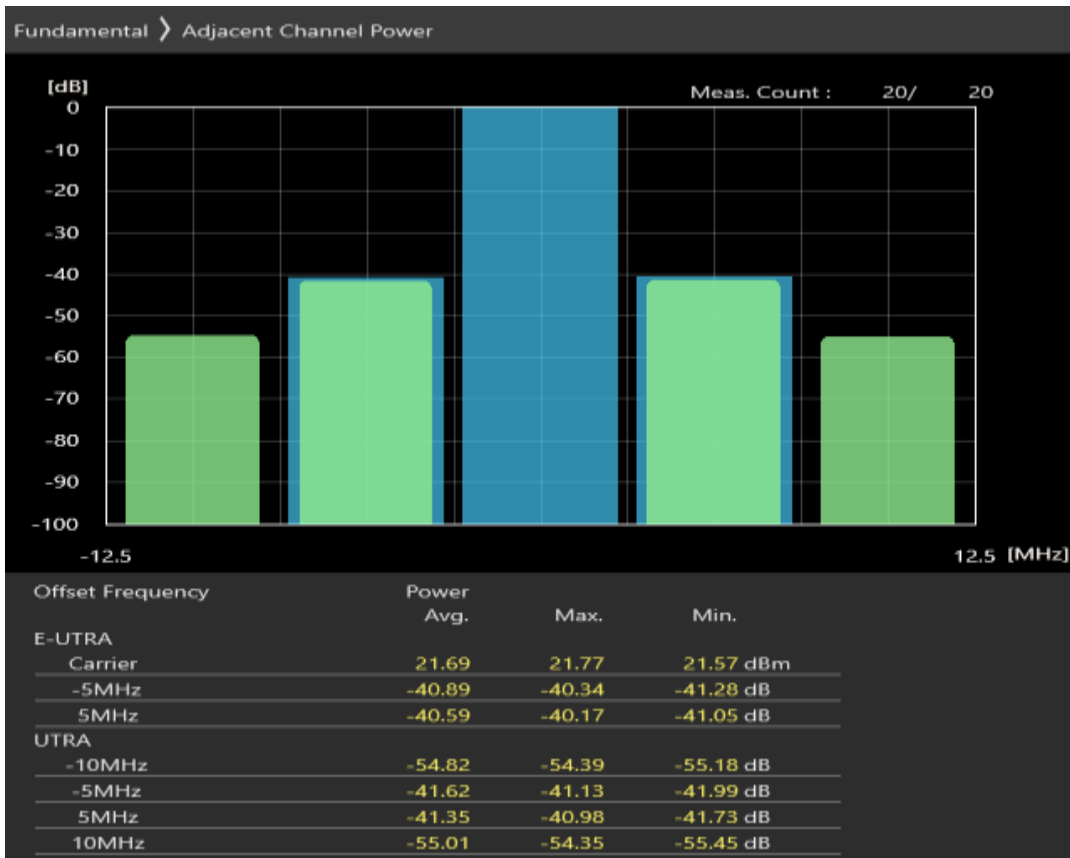 Fundamental ❯ Adjacent Channel Power
[dB]
Meas. Count : 20/ 20
0
-10
-20
-30
-40
-50
-60
-70
-80
-90
-100
-12.5 12.5 [MHz]
Offset Frequency Power
Avg. Max. Min.
E-UTRA
Carrier 21.69 21.77 21.57 dBm
-5MHz -40.89 -40.34 -41.28 dB
5MHz -40.59 -40.17 -41.05 dB
UTRA
-10MHz -54.82 -54.39 -55.18 dB
-5MHz -41.62 -41.13 -41.99 dB
5MHz -41.35 -40.98 -41.73 dB
10MHz -55.01 -54.35 -55.45 dB